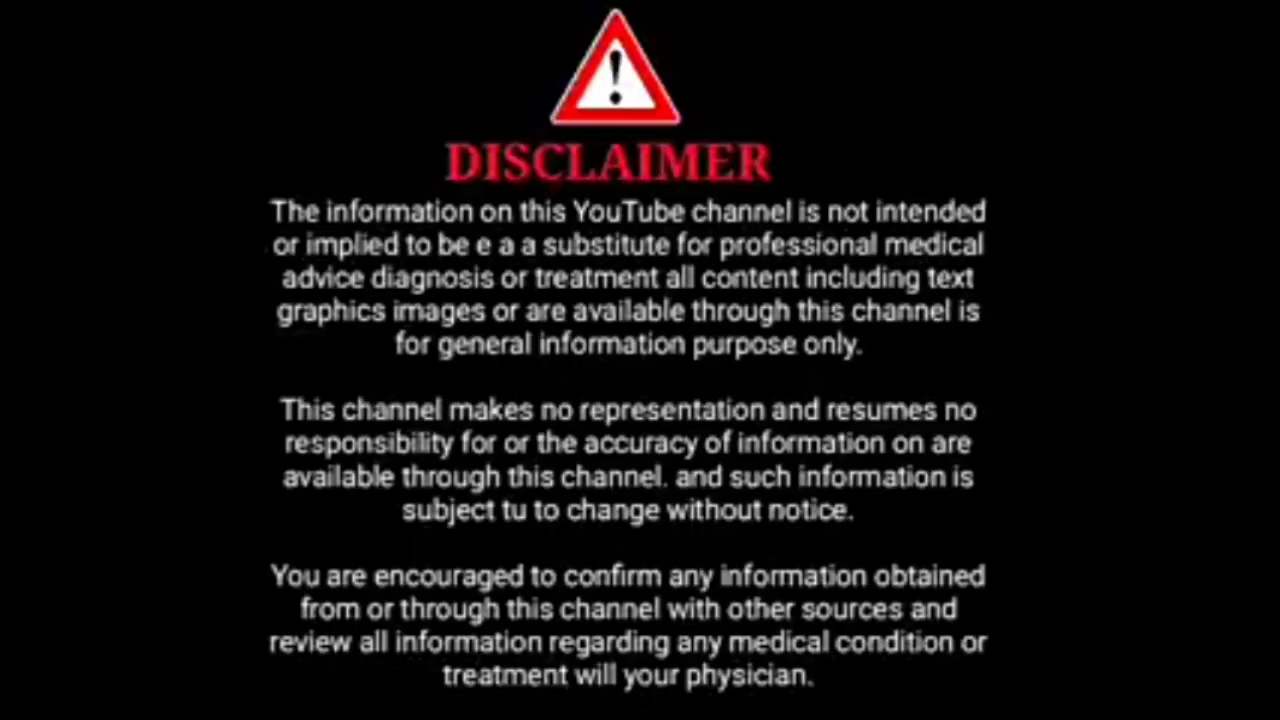 !
DISCLAIMER
The information on this YouTube channel is not intended
or implied to be e a a substitute for professional medical
advice diagnosis or treatment all content including text
graphics images or are available through this channel is
for general information purpose only.
This channel makes no representation and resumes no
responsibility for or the accuracy of information on are
available through this channel. and such information is
subject tu to change without notice.
You are encouraged to confirm any information obtained
from or through this channel with other sources and
review all information regarding any medical condition or
treatment will your physician.